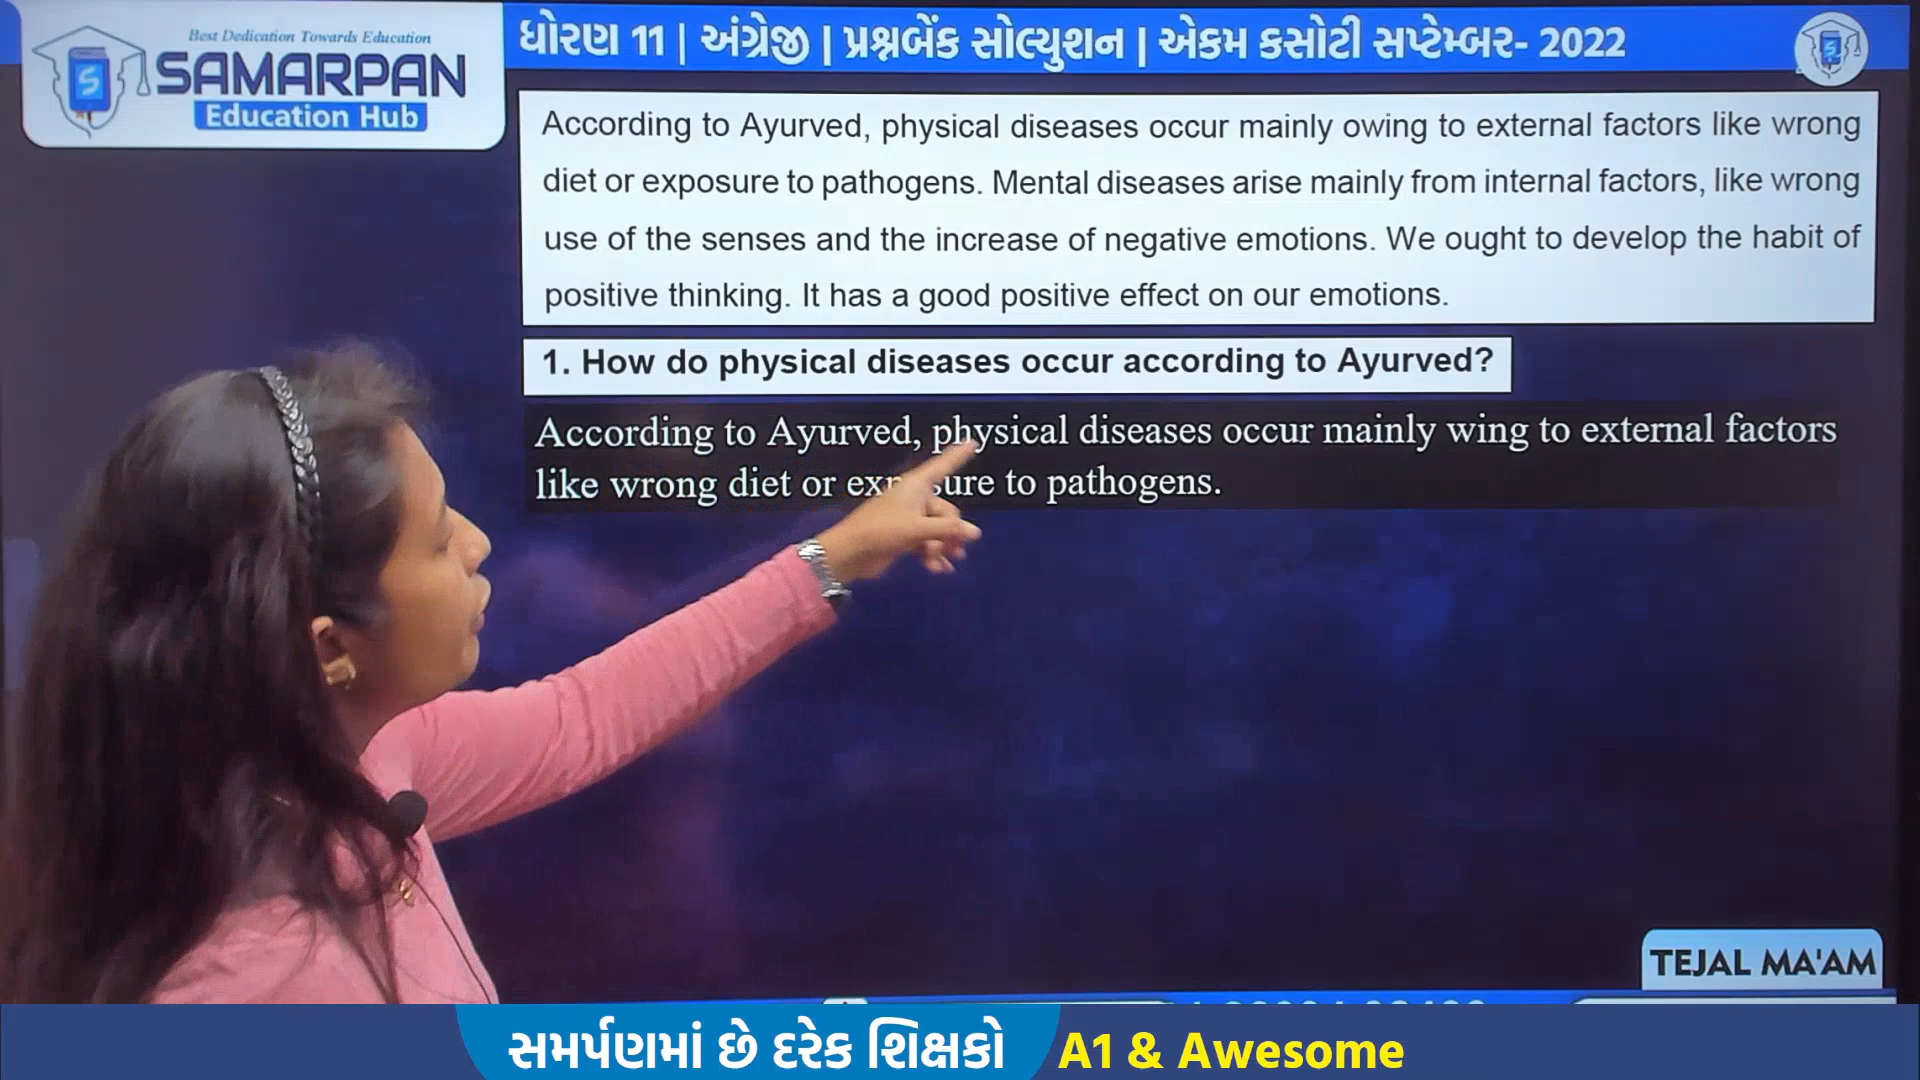 Best Dedication Towards Education
SAMARPAN
Education Hub
ધોરણ 11 | અંગ્રેજી | પ્રશ્નબેંક સોલ્યુશન | એકમ કસોટી સપ્ટેમ્બર- 2022
According to Ayurved, physical diseases occur mainly owing to external factors like wrong
diet or exposure to pathogens. Mental diseases arise mainly from internal factors, like wrong
use of the senses and the increase of negative emotions. We ought to develop the habit of
positive thinking. It has a good positive effect on our emotions.
1. How do physical diseases occur according to Ayurved?
According to Ayurved, physical diseases occur mainly wing to external factors
like wrong diet or exposure to pathogens.
TEJAL MA'AM
સમર્પણમાં છે દરેક શિક્ષકો A1 & Awesome